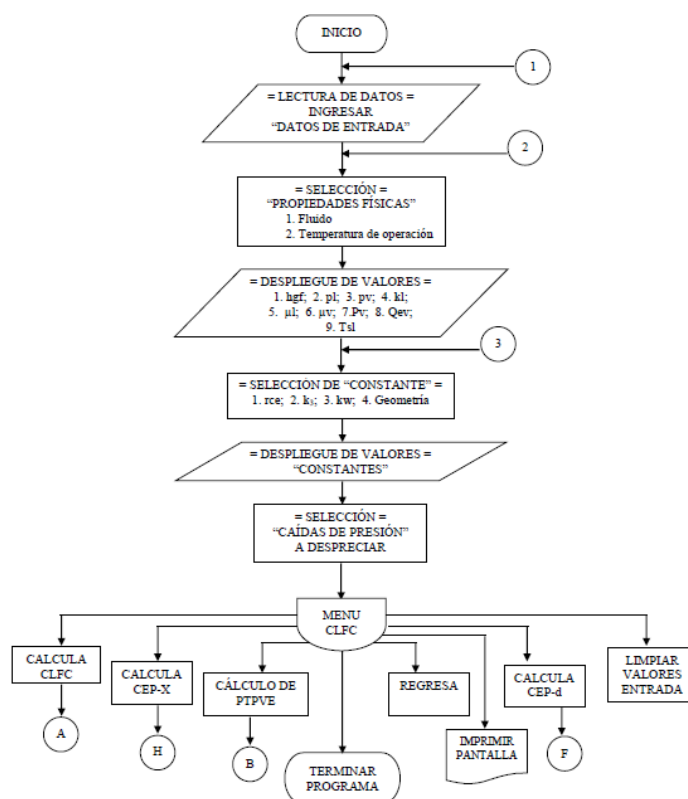 INICIO
1
= LECTURA DE DATOS =
INGRESAR
“DATOS DE ENTRADA”
2
= SELECCIÓN =
“PROPIEDADES FÍSICAS”
1. Fluido
2. Temperatura de operación
= DESPLIEGUE DE VALORES =
1. hgf; 2. pl; 3. pv; 4. kl;
5. µl; 6. µv; 7.Pv; 8. Qev;
9. Tsl
3
= SELECCIÓN DE “CONSTANTE” =
1. rce; 2. k₃; 3. kw; 4. Geometría
= DESPLIEGUE DE VALORES =
“CONSTANTES”
= SELECCIÓN =
“CAÍDAS DE PRESIÓN”
A DESPRECIAR
MENU
CLFC
CALCULA
CLFC
CALCULA
CEP-X
CÁLCULO DE
PTPVE
REGRESA
CALCULA
CEP-d
LIMPIAR
VALORES
ENTRADA
A
H
B
IMPRIMIR
PANTALLA
F
TERMINAR
PROGRAMA